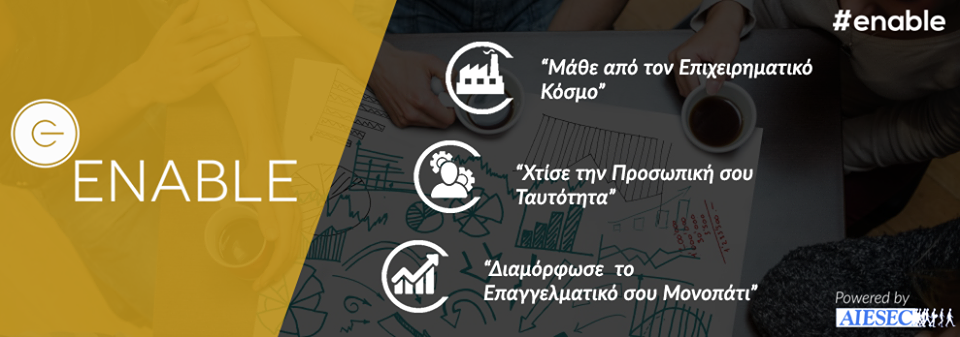 #enable
ENABLE
“Μάθε από τον Επιχειρηματικό
Κόσμο”
“Χτίσε την Προσωπική σου
Ταυτότητα”
“Διαμόρφωσε το
Επαγγελματικό σου Μονοπάτι”
Powered by
AIESEC